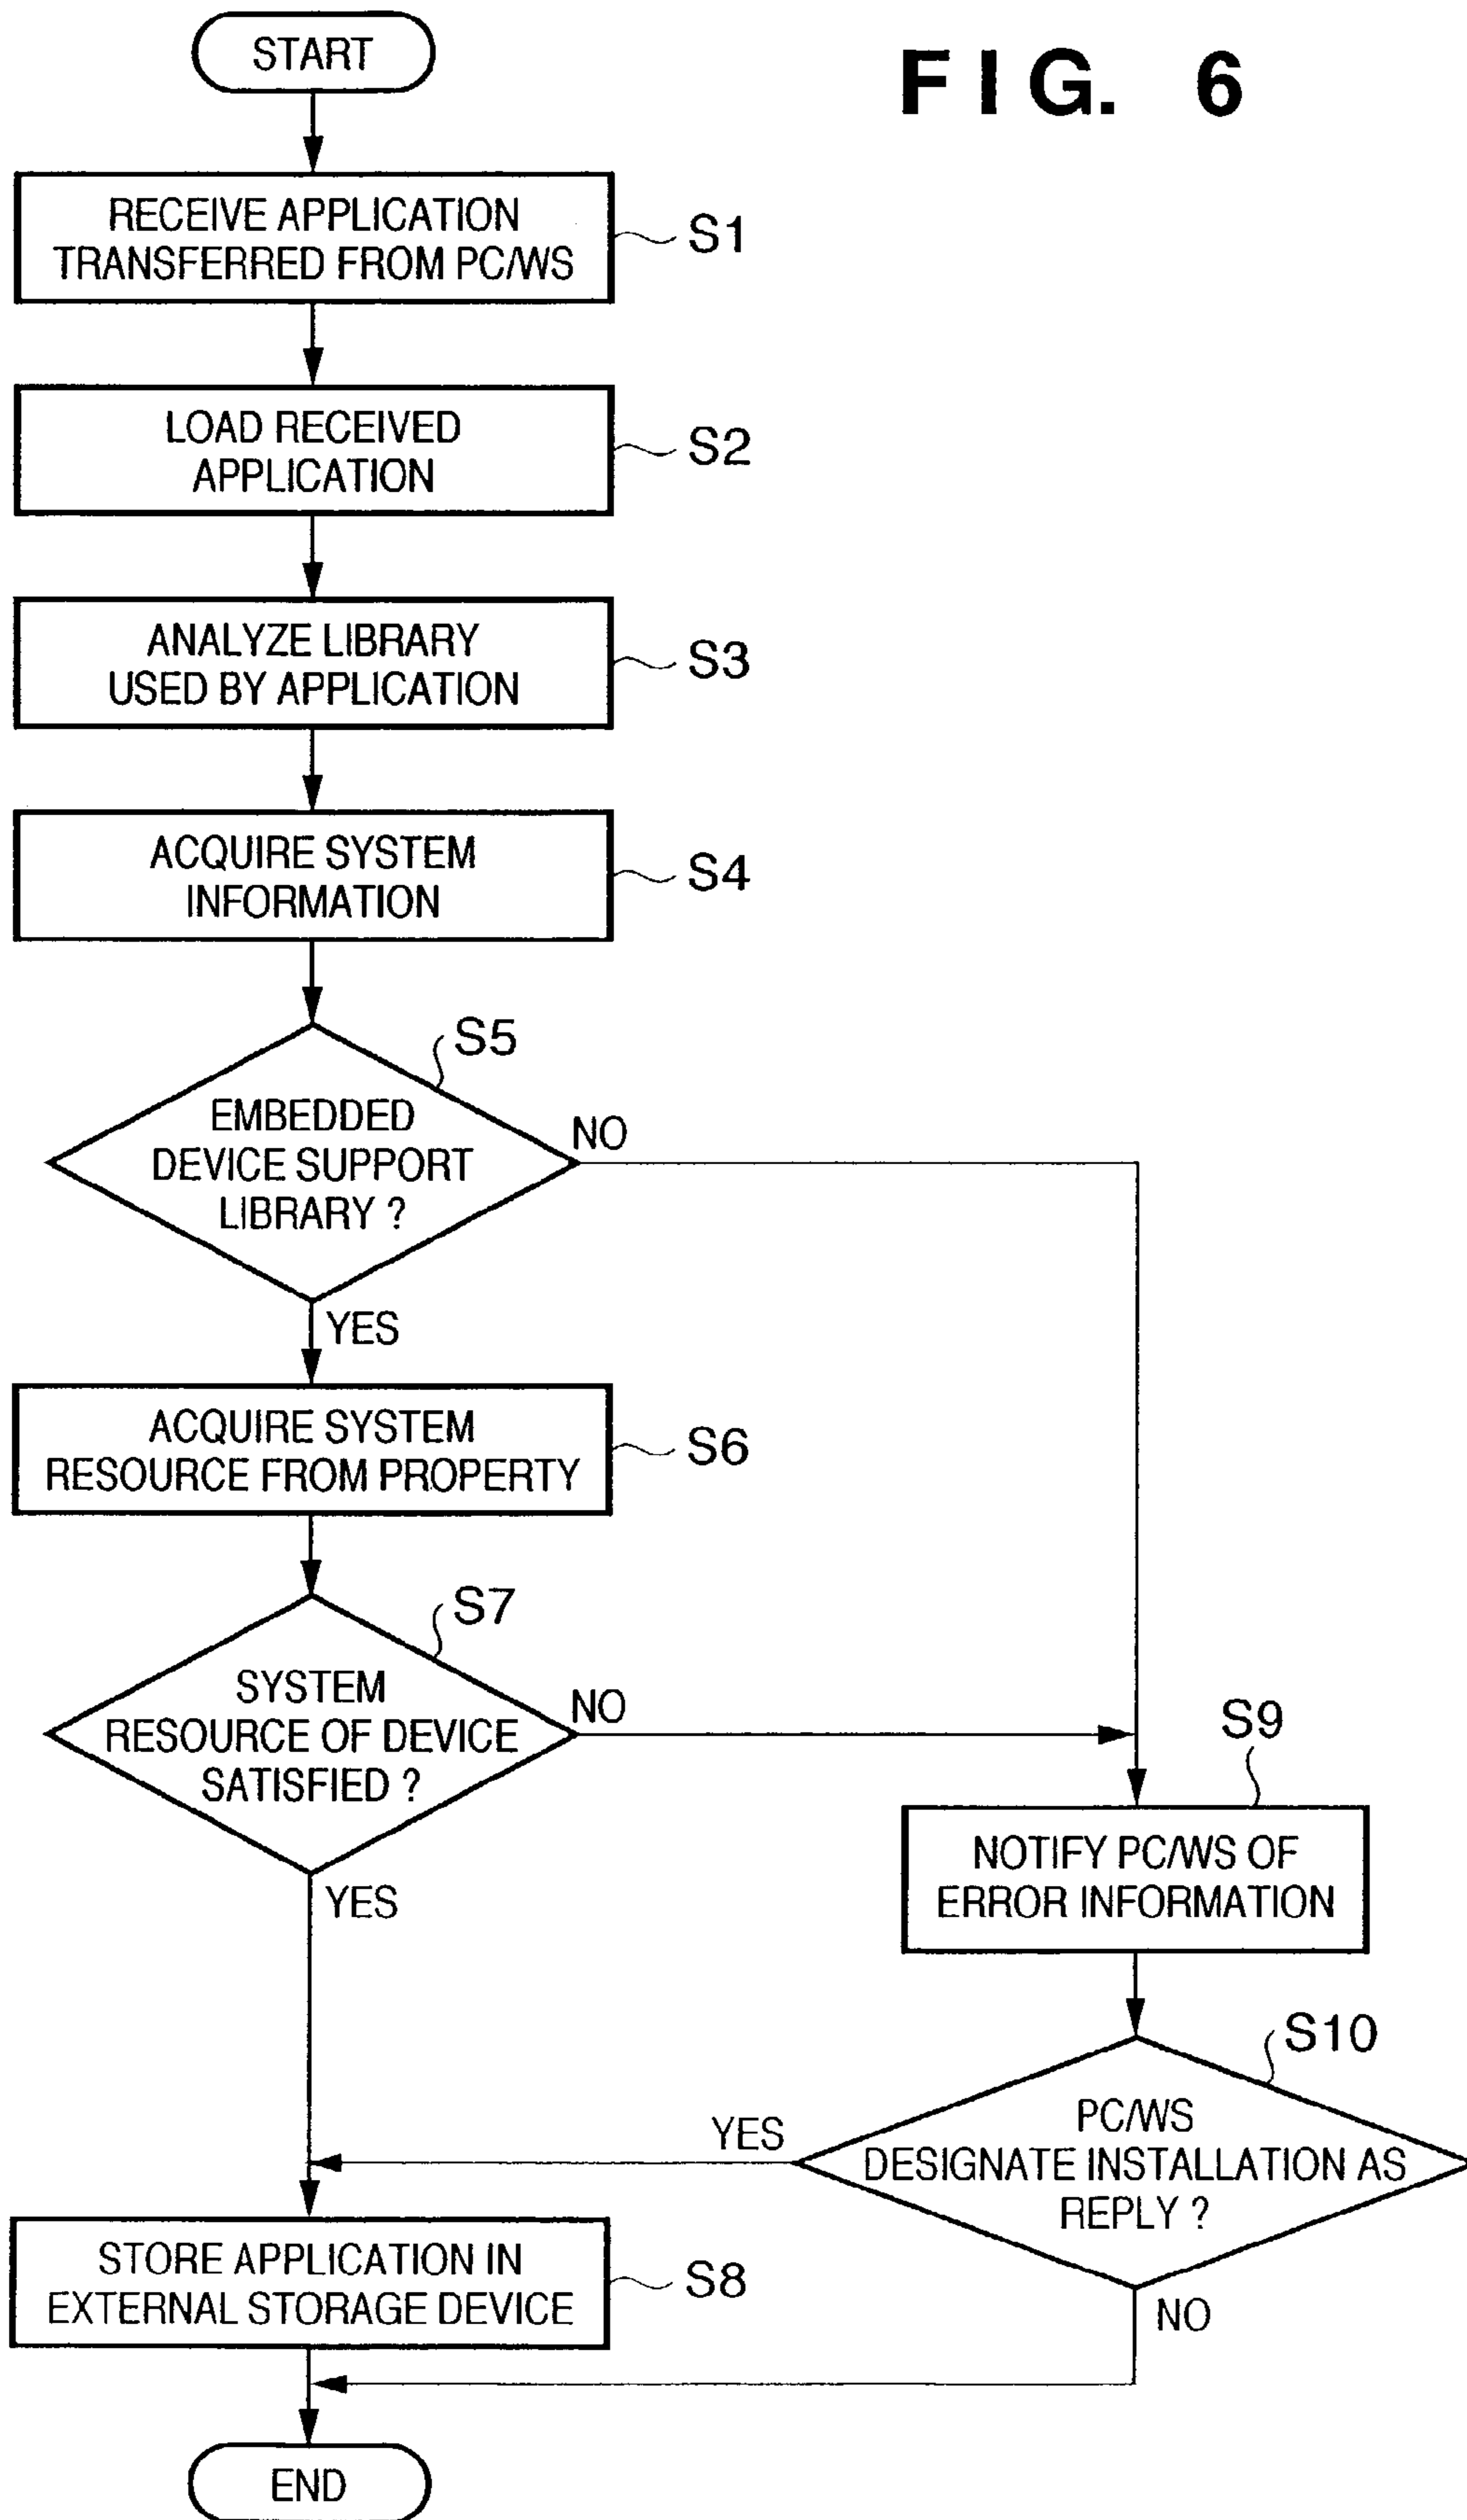 START
FIG. 6
RECEIVE APPLICATION
TRANSFERRED FROM PC/WS
S1
LOAD RECEIVED
APPLICATION
S2
ANALYZE LIBRARY
USED BY APPLICATION
S3
ACQUIRE SYSTEM
INFORMATION
S4
S5
EMBEDDED
DEVICE SUPPORT
LIBRARY ?
NO
YES
ACQUIRE SYSTEM
RESOURCE FROM PROPERTY
S6
S7
SYSTEM
RESOURCE OF DEVICE
SATISFIED ?
NO
YES
S9
NOTIFY PC/WS OF
ERROR INFORMATION
S10
PC/WS
DESIGNATE INSTALLATION AS
REPLY ?
YES
NO
STORE APPLICATION IN
EXTERNAL STORAGE DEVICE
S8
END